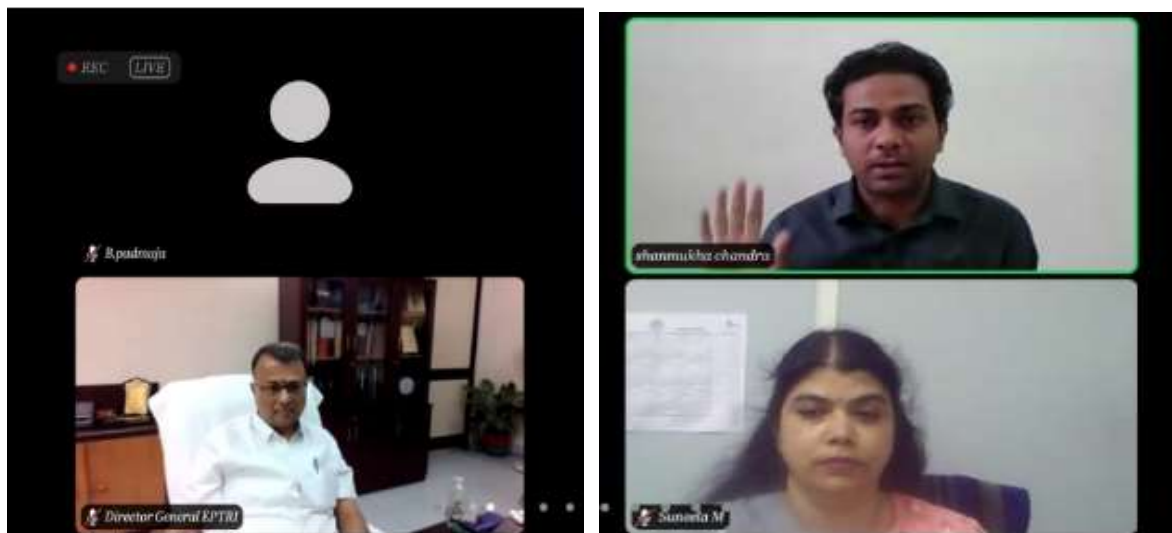 REC LIVE
B.padmaja
Director General EPTRI
shanmukha chandra
Suneela M